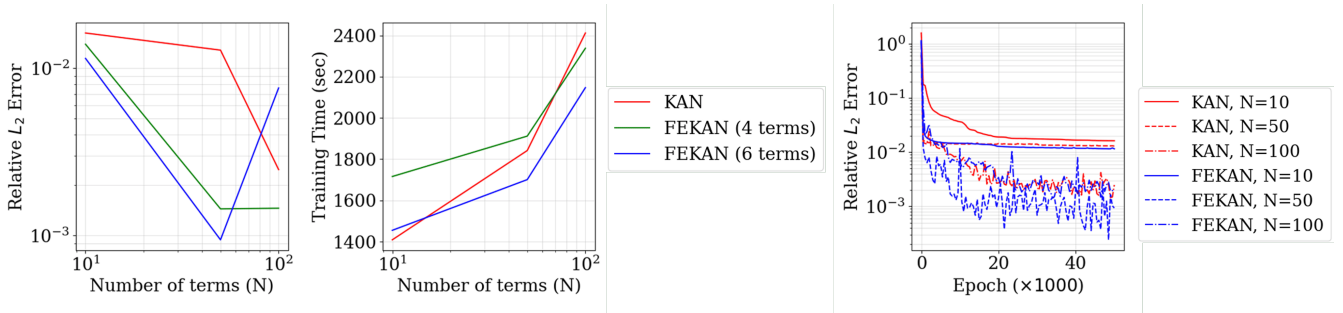 Relative L₂ Error
10⁻²
10⁻³
10¹
10²
Number of terms (N)
Training Time (sec)
2400
2200
2000
1800
1600
1400
10¹
10²
Number of terms (N)
KAN
FEKAN (4 terms)
FEKAN (6 terms)
Relative L₂ Error
10⁰
10⁻¹
10⁻²
10⁻³
0
20
40
Epoch (×1000)
KAN, N=10
KAN, N=50
KAN, N=100
FEKAN, N=10
FEKAN, N=50
FEKAN, N=100